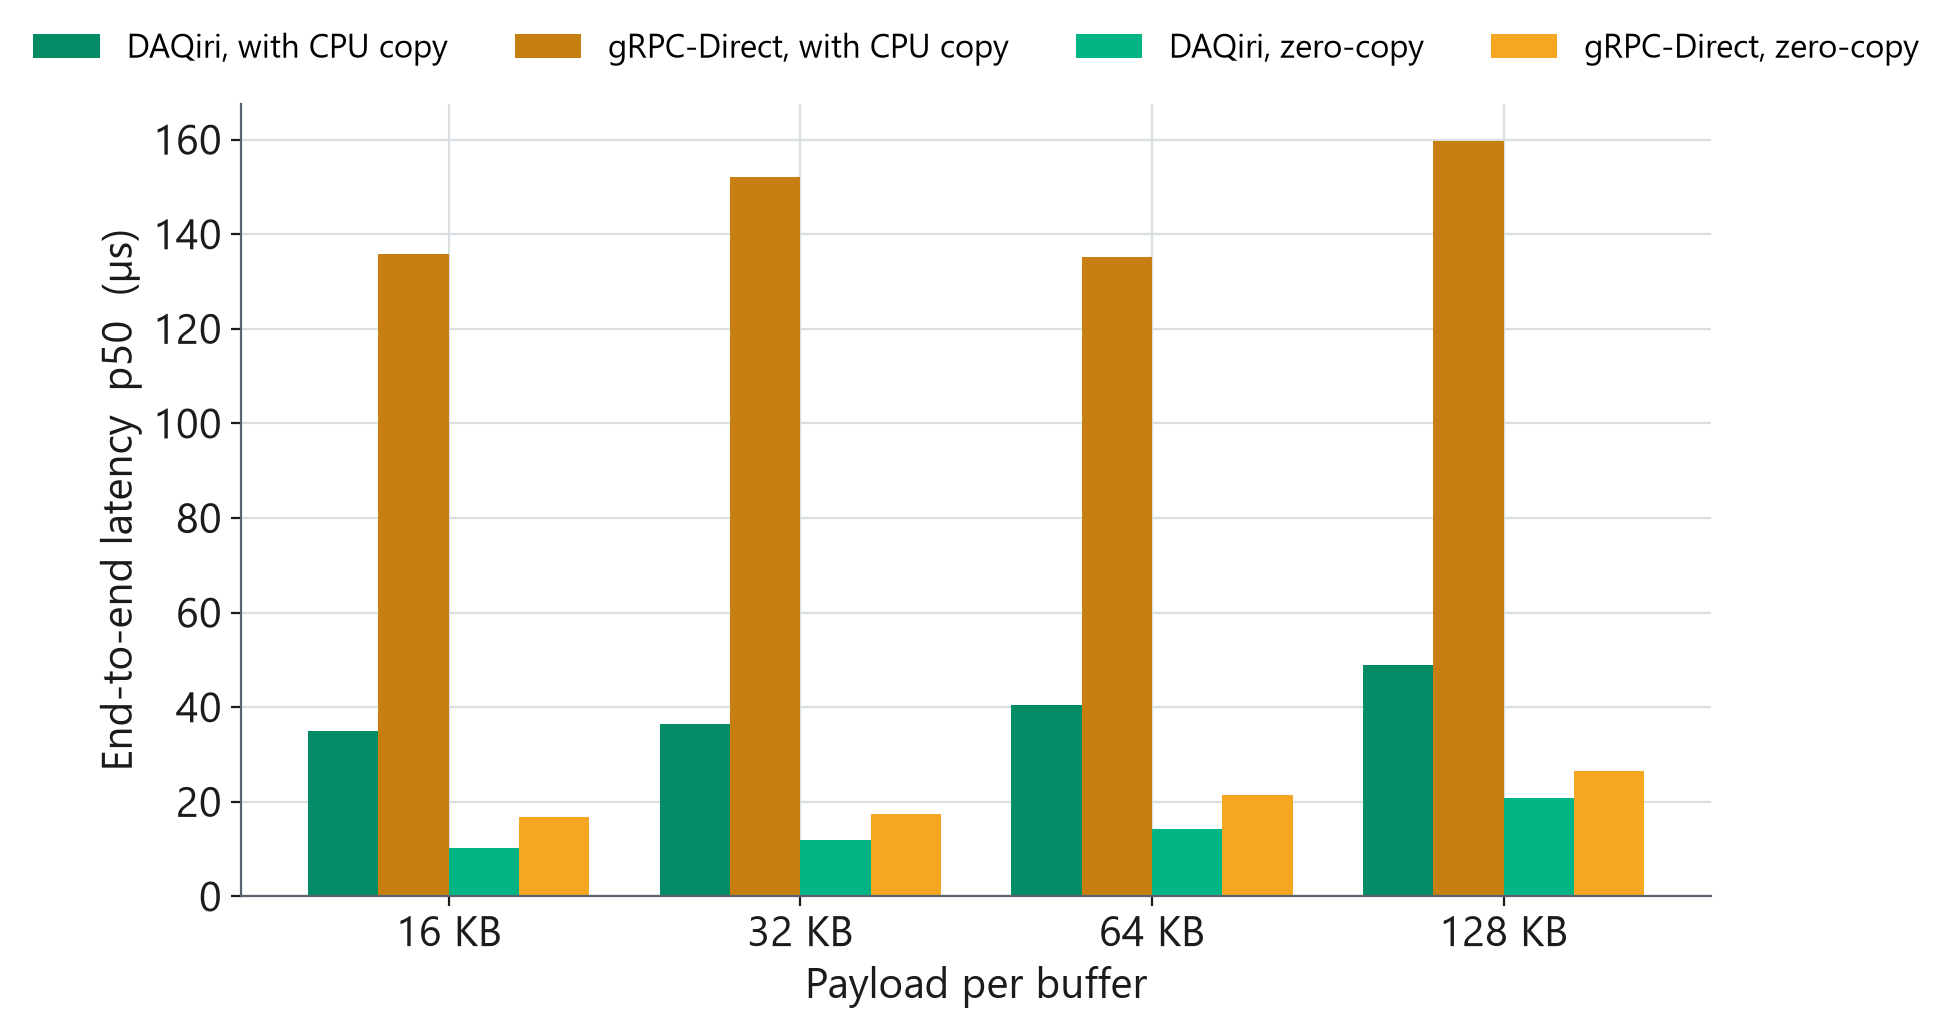 DAQiri, with CPU copy
gRPC-Direct, with CPU copy
DAQiri, zero-copy
gRPC-Direct, zero-copy
End-to-end latency p50 (µs)
160
140
120
100
80
60
40
20
0
16 KB
32 KB
64 KB
128 KB
Payload per buffer